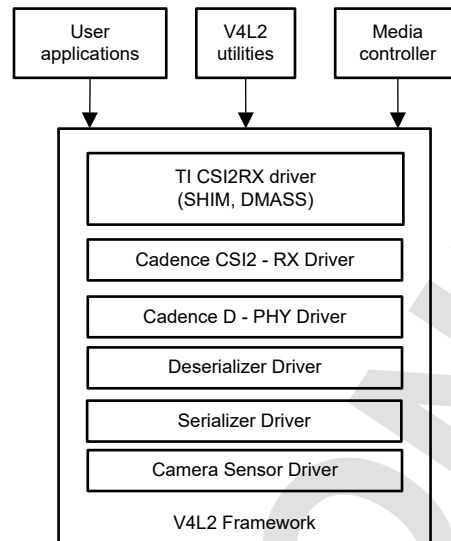 User
applications
V4L2
utilities
Media
controller
TI CSI2RX driver
(SHIM, DMASS)
Cadence CSI2 - RX Driver
Cadence D - PHY Driver
Deserializer Driver
Serializer Driver
Camera Sensor Driver
V4L2 Framework